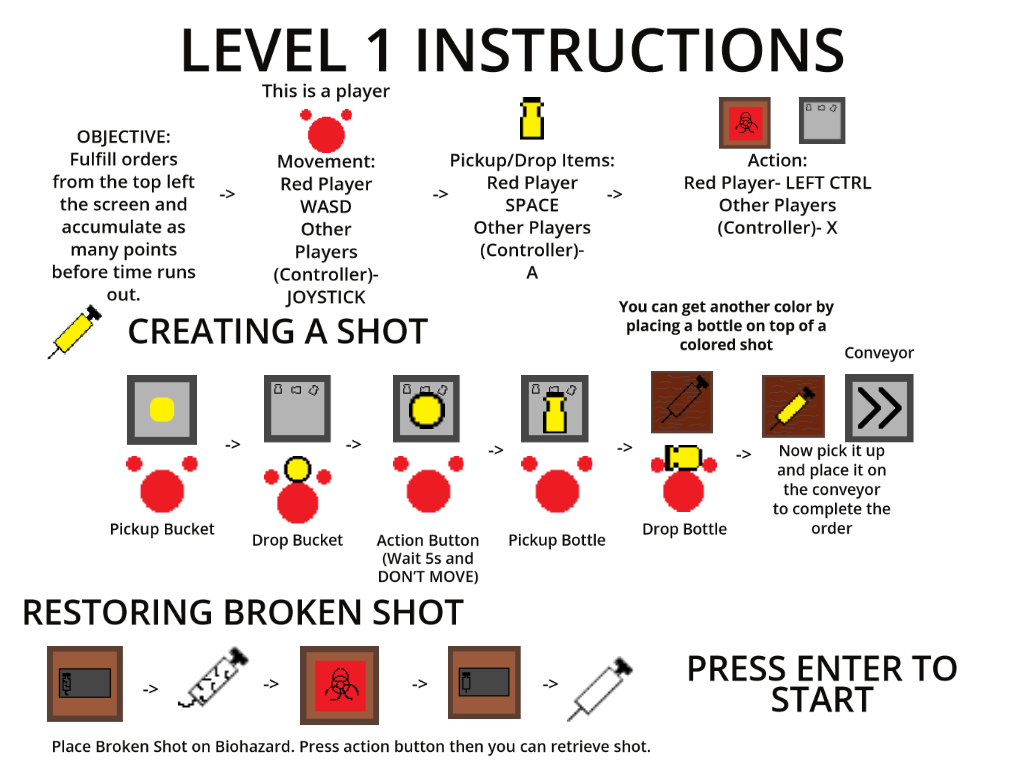 LEVEL 1 INSTRUCTIONS
This is a player
OBJECTIVE:
Fulfill orders
from the top left
the screen and
accumulate as
many points
before time runs
out.
->
Movement:
Red Player
WASD
Other
Players
(Controller)-
JOYSTICK
->
Pickup/Drop Items:
Red Player
SPACE
Other Players
(Controller)-
A
->
Action:
Red Player- LEFT CTRL
Other Players
(Controller)- X
CREATING A SHOT
You can get another color by
placing a bottle on top of a
colored shot
Conveyor
Pickup Bucket
->
Drop Bucket
->
Action Button
(Wait 5s and
DON'T MOVE)
->
Pickup Bottle
->
Drop Bottle
->
Now pick it up
and place it on
the conveyor
to complete the
order
RESTORING BROKEN SHOT
->
->
->
->
PRESS ENTER TO
START
Place Broken Shot on Biohazard. Press action button then you can retrieve shot.